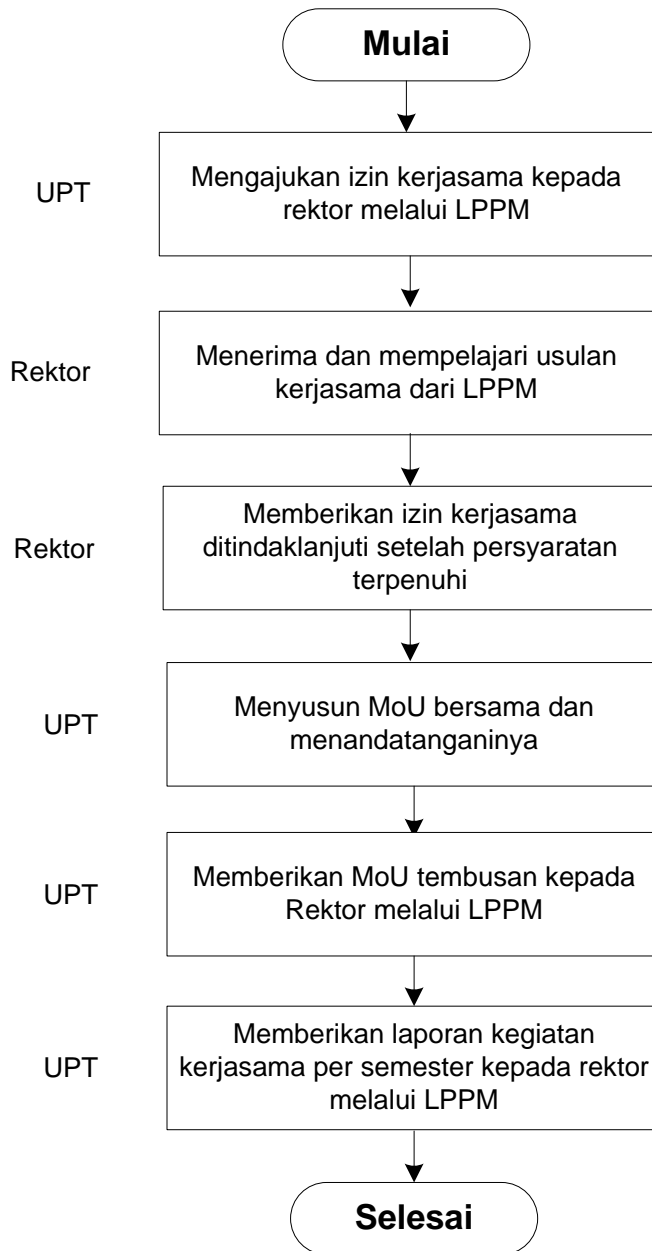 Mulai
UPT
Mengajukan izin kerjasama kepada
rektor melalui LPPM
Rektor
Menerima dan mempelajari usulan
kerjasama dari LPPM
Rektor
Memberikan izin kerjasama
ditindaklanjuti setelah persyaratan
terpenuhi
UPT
Menyusun MoU bersama dan
menandatanganinya
UPT
Memberikan MoU tembusan kepada
Rektor melalui LPPM
UPT
Memberikan laporan kegiatan
kerjasama per semester kepada rektor
melalui LPPM
Selesai